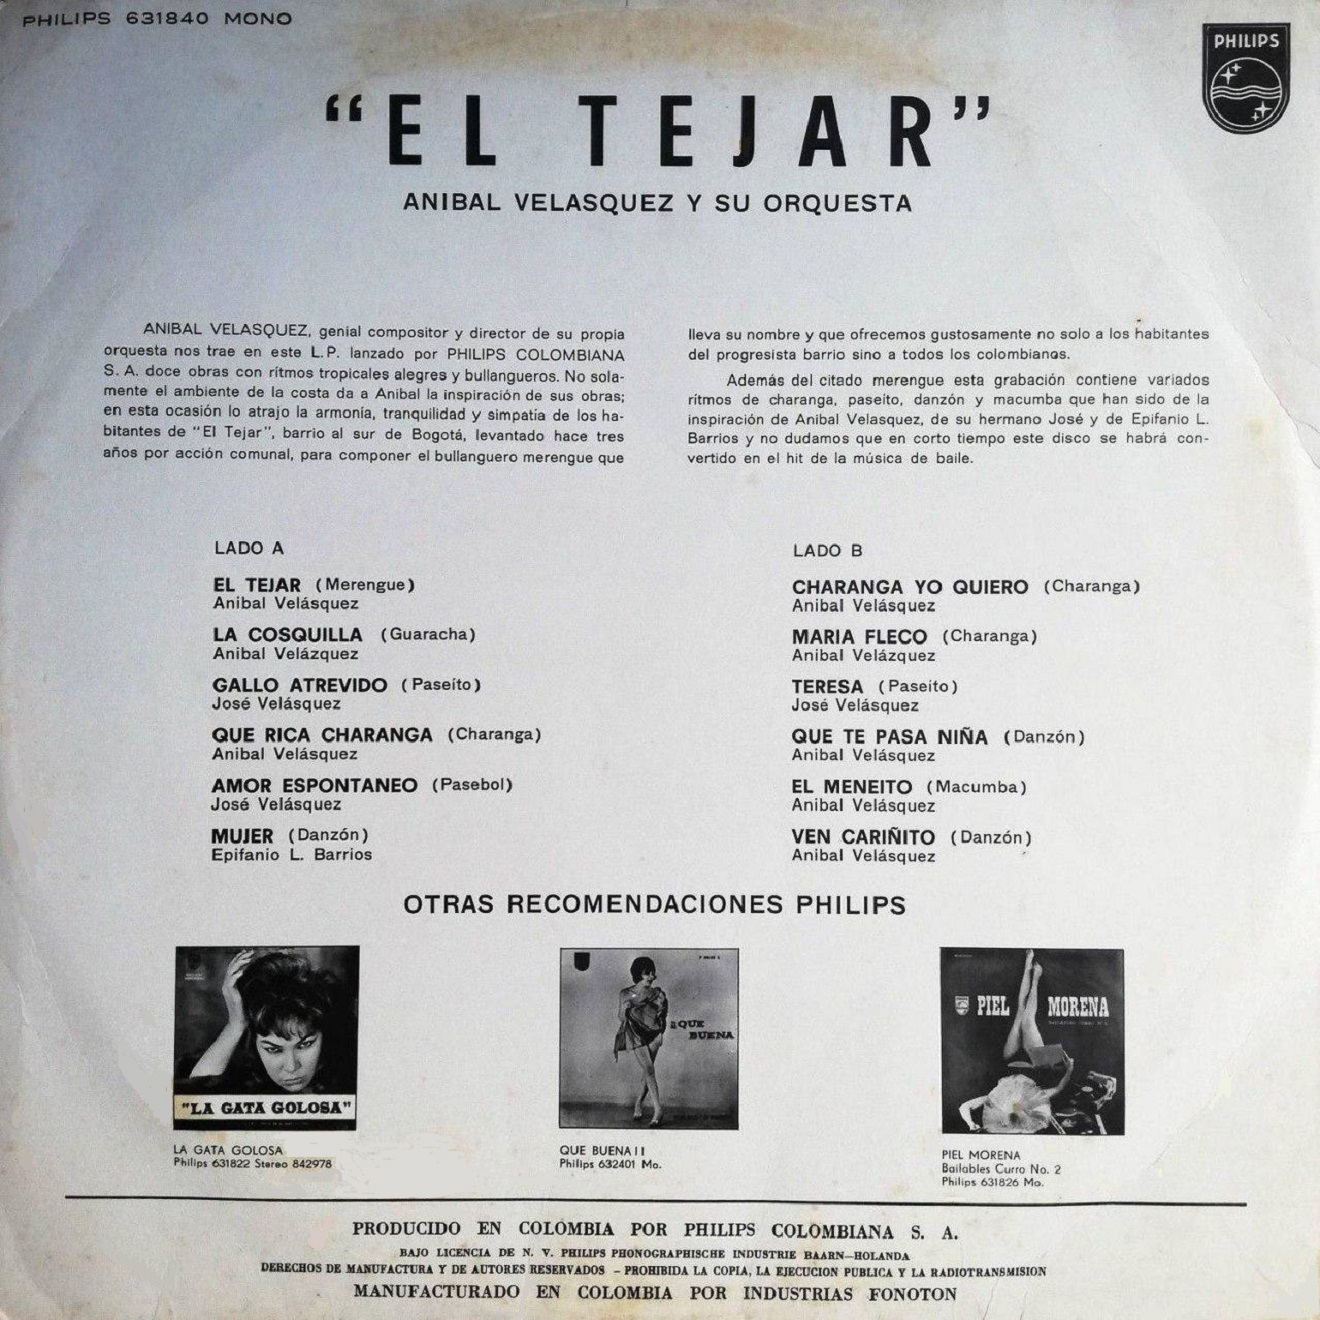 PHILIPS 631840 MONO
PHILIPS
“EL TEJAR”
ANIBAL VELASQUEZ Y SU ORQUESTA
ANIBAL VELASQUEZ, genial compositor y director de su propia
orquesta nos trae en este L.P. lanzado por PHILIPS COLOMBIANA
S. A. doce obras con rítmos tropicales alegres y bullangueros. No sola-
mente el ambiente de la costa da a Anibal la inspiración de sus obras;
en esta ocasión lo atrajo la armonía, tranquilidad y simpatía de los ha-
bitantes de “El Tejar”, barrio al sur de Bogotá, levantado hace tres
años por acción comunal, para componer el bullanguero merengue que
lleva su nombre y que ofrecemos gustosamente no solo a los habitantes
del progresista barrio sino a todos los colombianos.
Además del citado merengue esta grabación contiene variados
rítmos de charanga, paseíto, danzón y macumba que han sido de la
inspiración de Anibal Velasquez, de su hermano José y de Epifanio L.
Barrios y no dudamos que en corto tiempo este disco se habrá con-
vertido en el hit de la música de baile.
LADO A
EL TEJAR (Merengue)
Anibal Velásquez
LA COSQUILLA (Guaracha)
Anibal Velázquez
GALLO ATREVIDO (Paseíto)
José Velásquez
QUE RICA CHARANGA (Charanga)
Anibal Velásquez
AMOR ESPONTANEO (Pasebol)
José Velásquez
MUJER (Danzón)
Epifanio L. Barrios
LADO B
CHARANGA YO QUIERO (Charanga)
Anibal Velásquez
MARIA FLECO (Charanga)
Anibal Velázquez
TERESA (Paseito)
José Velásquez
QUE TE PASA NIÑA (Danzón)
Anibal Velásquez
EL MENEITO (Macumba)
Anibal Velásquez
VEN CARIÑITO (Danzón)
Anibal Velásquez
OTRAS RECOMENDACIONES PHILIPS
"LA GATA GOLOSA"
QUE
BUENA
PIEL MORENA
LA GATA GOLOSA
Philips 631822 Stereo 842978
QUE BUENA II
Philips 632401 Mo.
PIEL MORENA
Bailables Curro No. 2
Philips 631826 Mo.
PRODUCIDO EN COLOMBIA POR PHILIPS COLOMBIANA S. A.
BAJO LICENCIA DE N. V. PHILIPS PHONOGRAPHISCHE INDUSTRIE BAARN—HOLANDA
DERECHOS DE MANUFACTURA Y DE AUTORES RESERVADOS – PROHIBIDA LA COPIA, LA EJECUCION PUBLICA Y LA RADIOTRANSMISION
MANUFACTURADO EN COLOMBIA POR INDUSTRIAS FONOTON